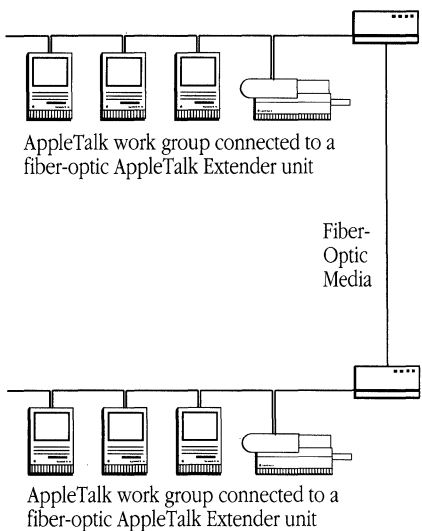 AppleTalk work group connected to a
fiber-optic AppleTalk Extender unit
Fiber-
Optic
Media
AppleTalk work group connected to a
fiber-optic AppleTalk Extender unit